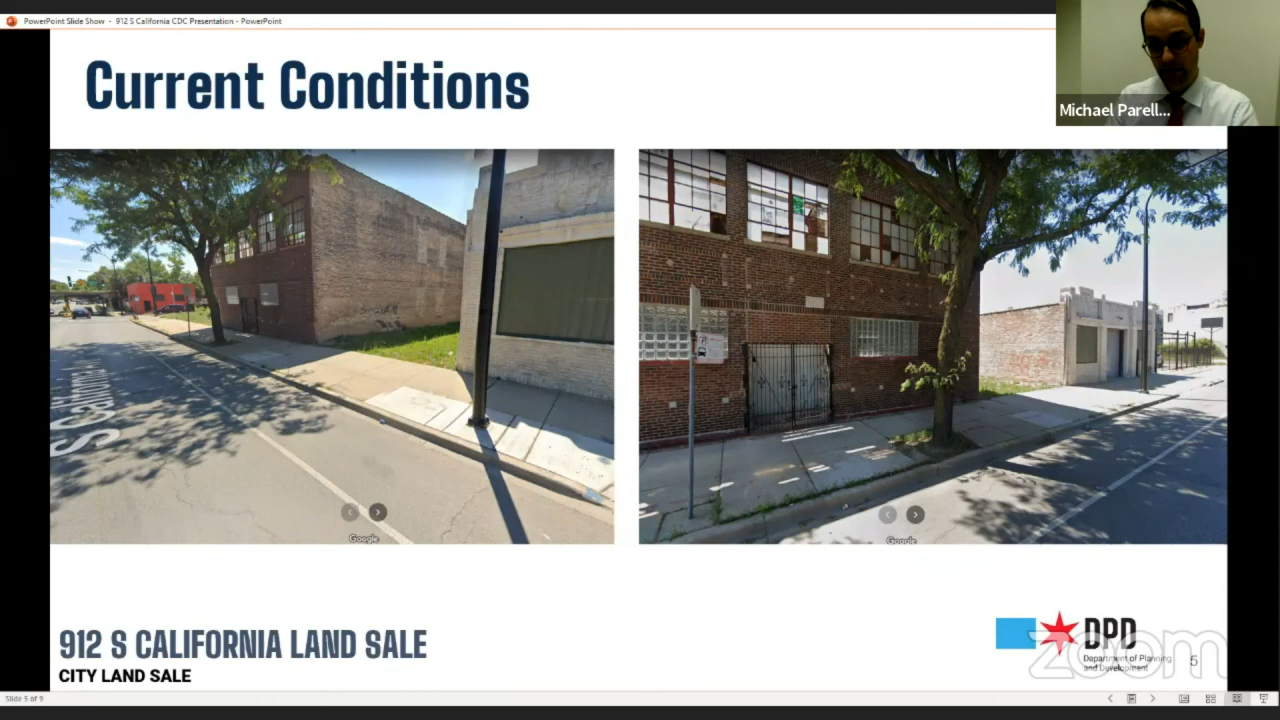 PowerPoint Slide Show - 912 S California CDC Presentation - PowerPoint
Current Conditions
Michael Parell...
S California A
Google
Google
912 S CALIFORNIA LAND SALE
CITY LAND SALE
DPD
Department of Planning
and Development
zoom
5
Slide 5 of 9